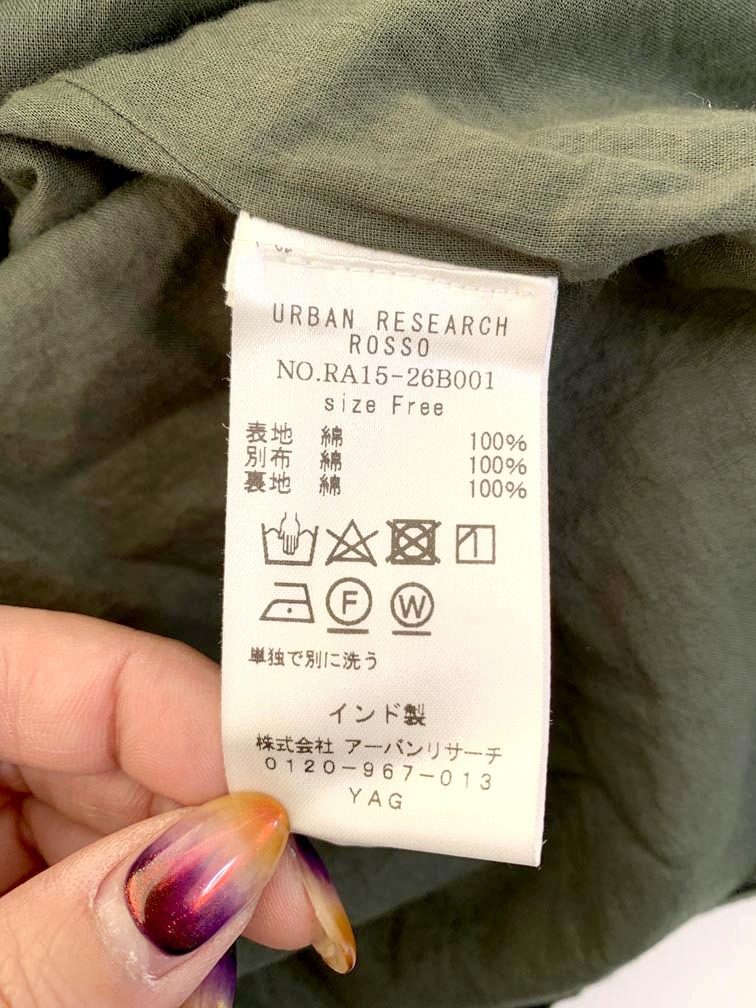 URBAN RESEARCH
ROSSO
NO.RA15-26B001
size Free
表地 綿 100%
別布 綿 100%
裏地 綿 100%
F W
単独で別に洗う
インド製
株式会社 アーバンリサーチ
0120-967-013
YAG